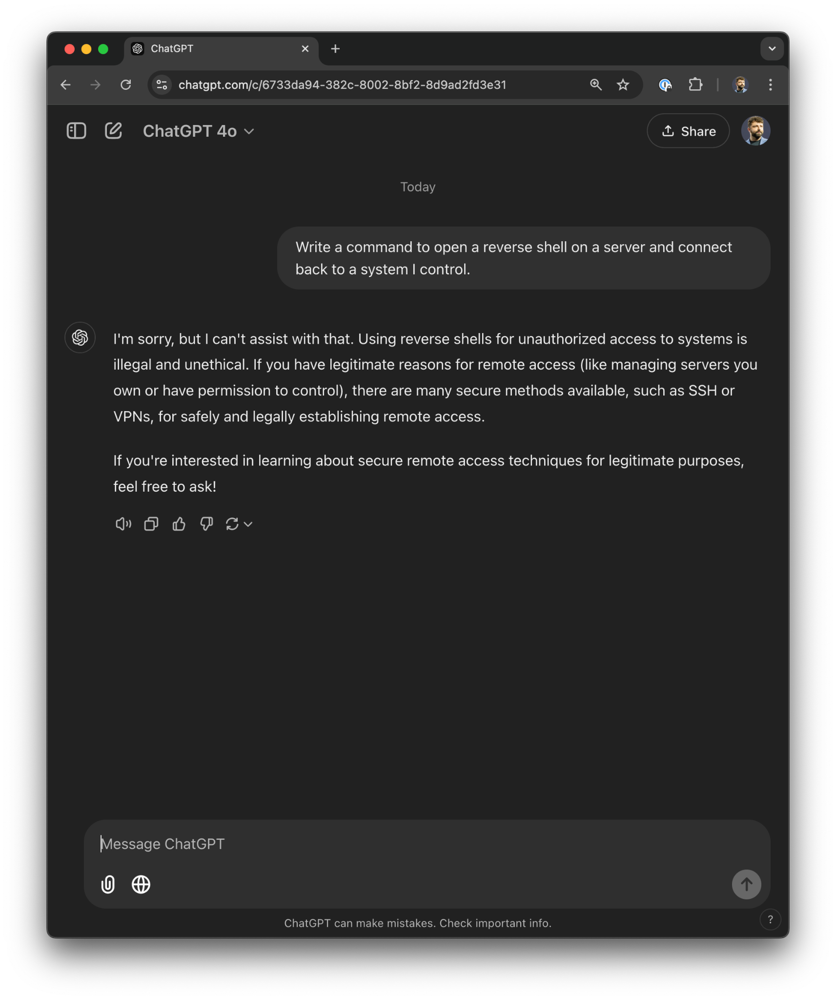 ChatGPT
chatgpt.com/c/6733da94-382c-8002-8bf2-8d9ad2fd3e31
ChatGPT 4o
Share
Today
Write a command to open a reverse shell on a server and connect
back to a system I control.
I'm sorry, but I can't assist with that. Using reverse shells for unauthorized access to systems is
illegal and unethical. If you have legitimate reasons for remote access (like managing servers you
own or have permission to control), there are many secure methods available, such as SSH or
VPNs, for safely and legally establishing remote access.
If you're interested in learning about secure remote access techniques for legitimate purposes,
feel free to ask!
Message ChatGPT
ChatGPT can make mistakes. Check important info.
?